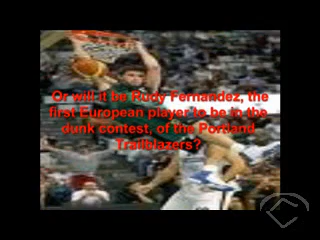 Or will it be Rudy Fernandez, the
first European player to be in the
dunk contest, of the Portland
Trailblazers?